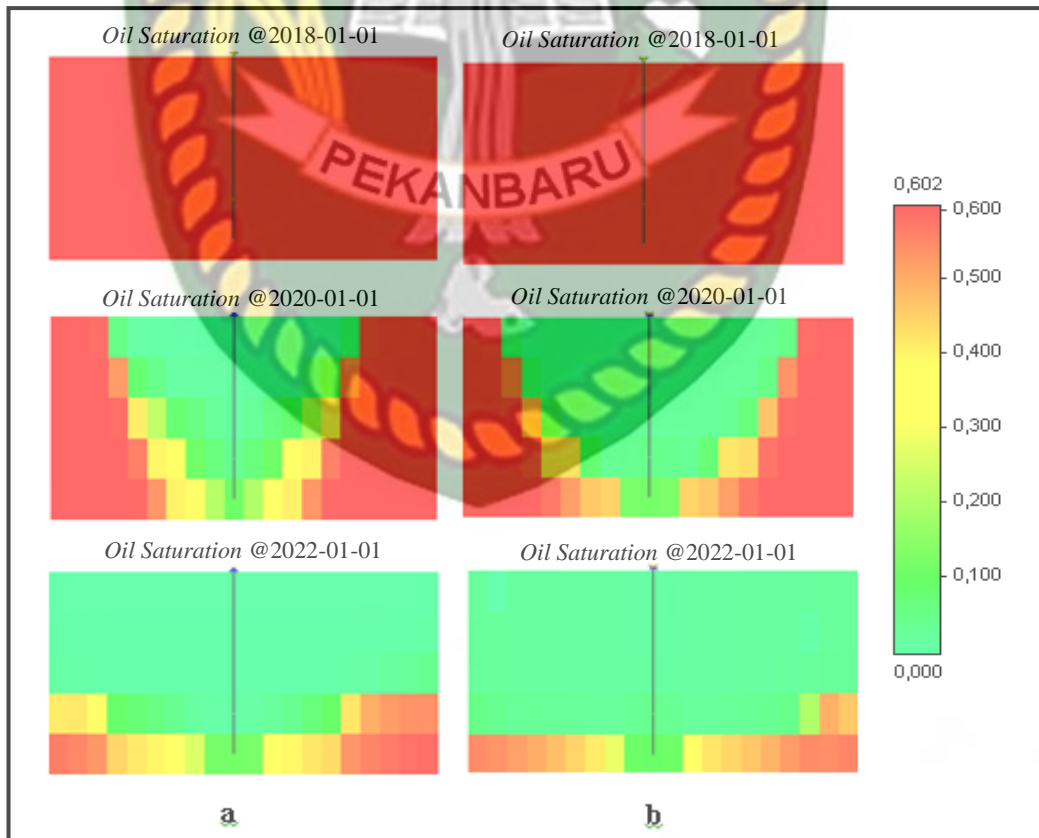 Oil Saturation @2018-01-01
Oil Saturation @2018-01-01
PEKANBARU
0,602
0,600
0,500
0,400
0,300
0,200
0,100
0,000
Oil Saturation @2020-01-01
Oil Saturation @2020-01-01
Oil Saturation @2022-01-01
Oil Saturation @2022-01-01
a
b